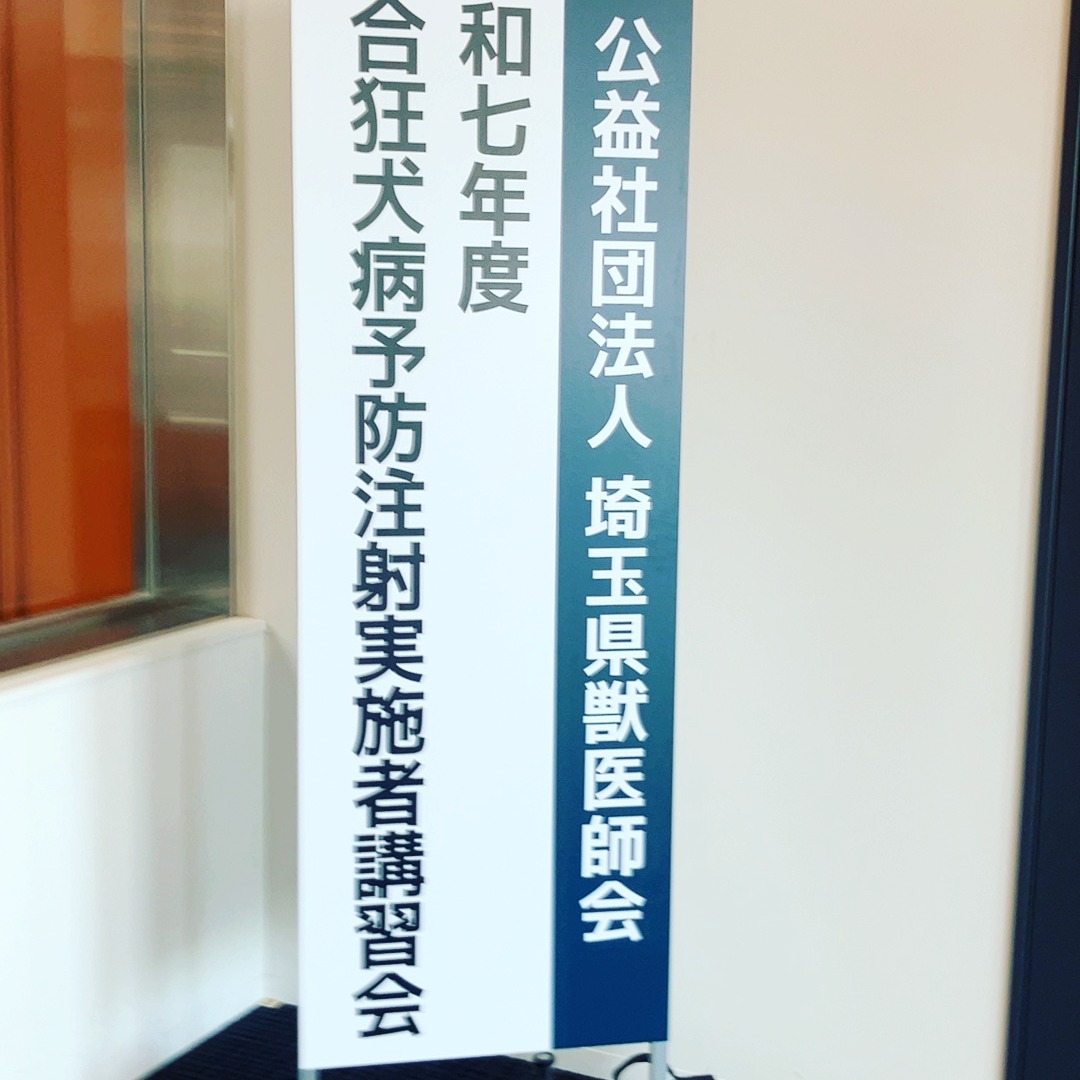 公益社団法人 埼玉県獣医師会
和七年度
合狂犬病予防注射実施者講習会